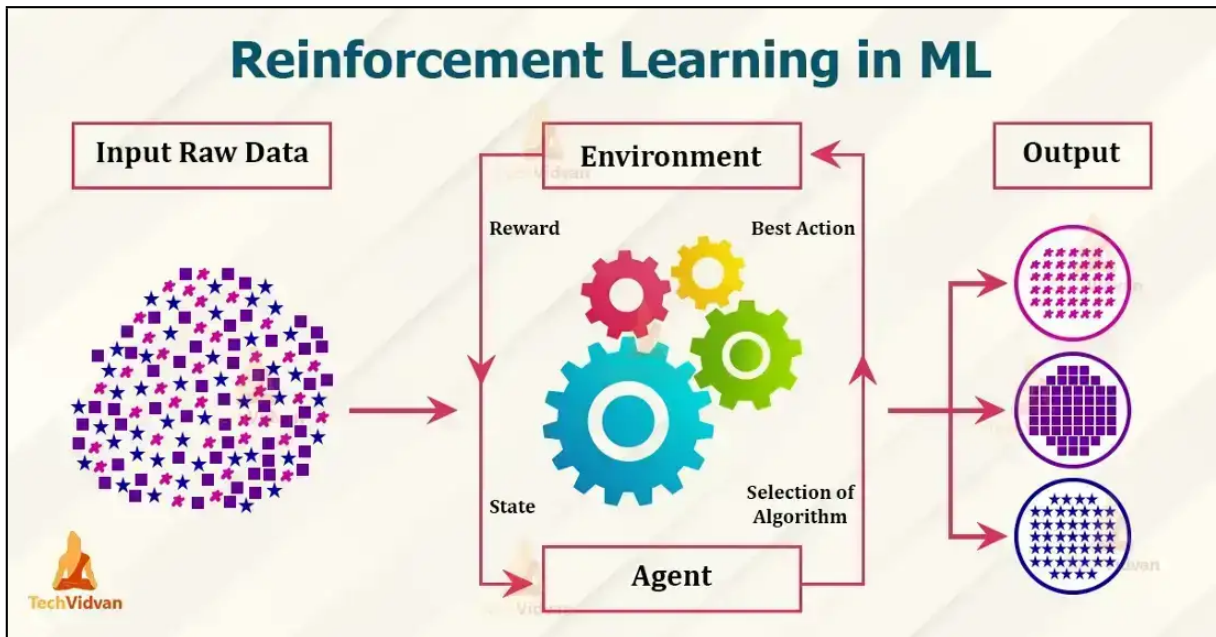 Reinforcement Learning in ML
Input Raw Data
Environment
Output
Reward
Best Action
State
Selection of
Algorithm
Agent
TechVidvan